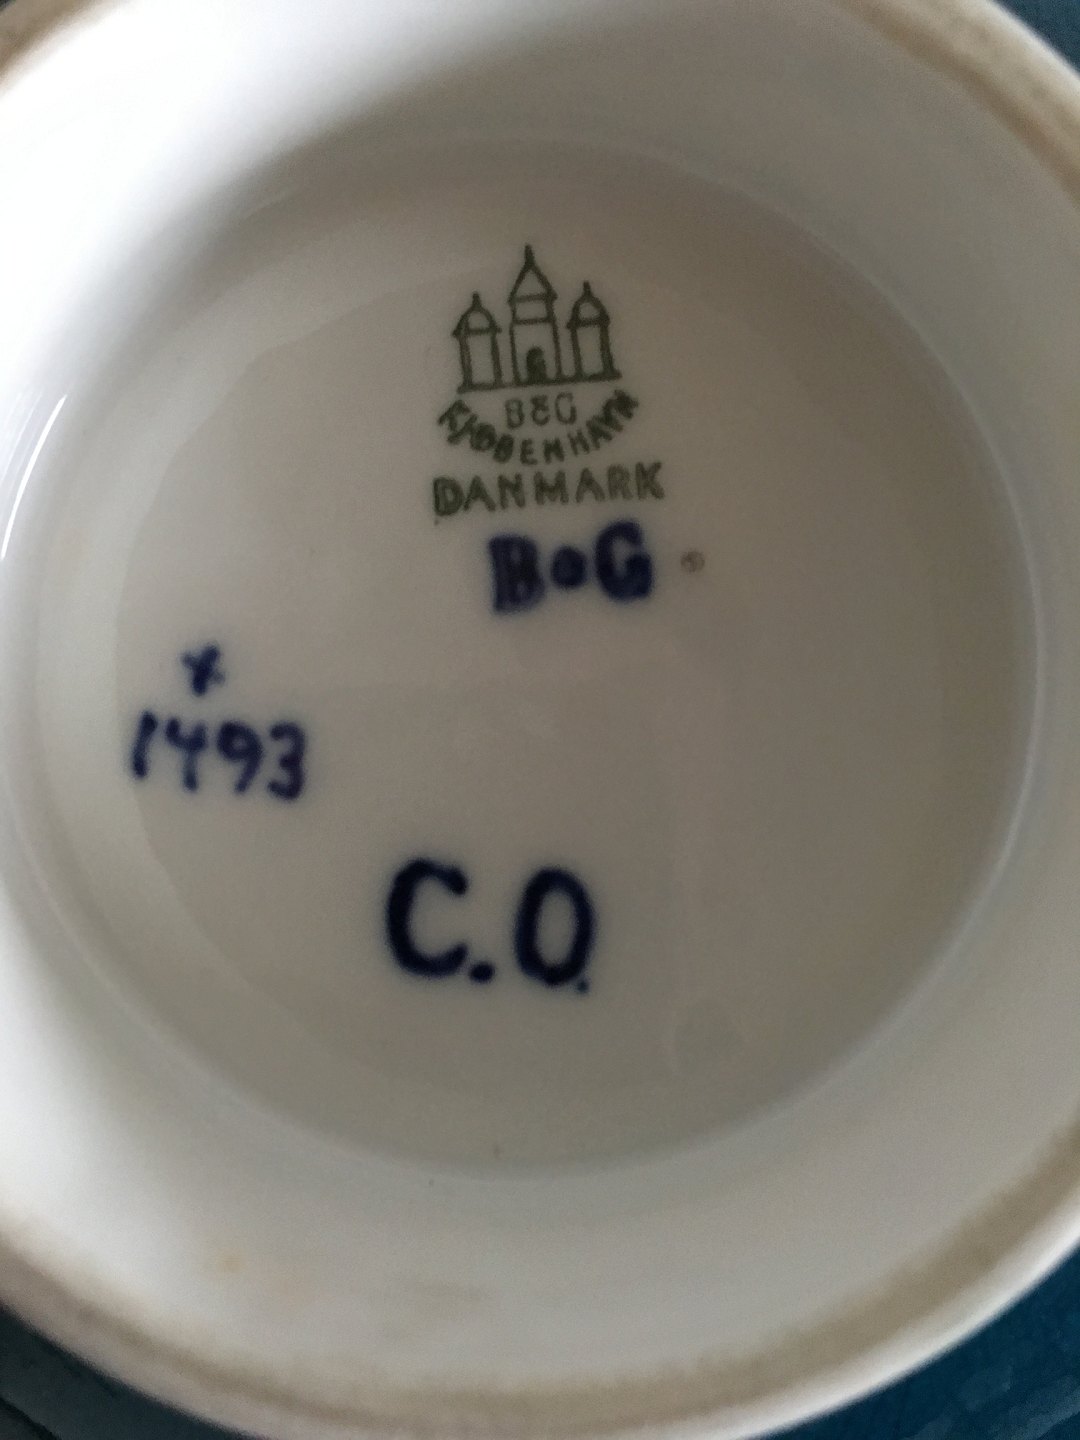 B&G
KJØBENHAVN
DANMARK
B&G
x
1493
C.O.